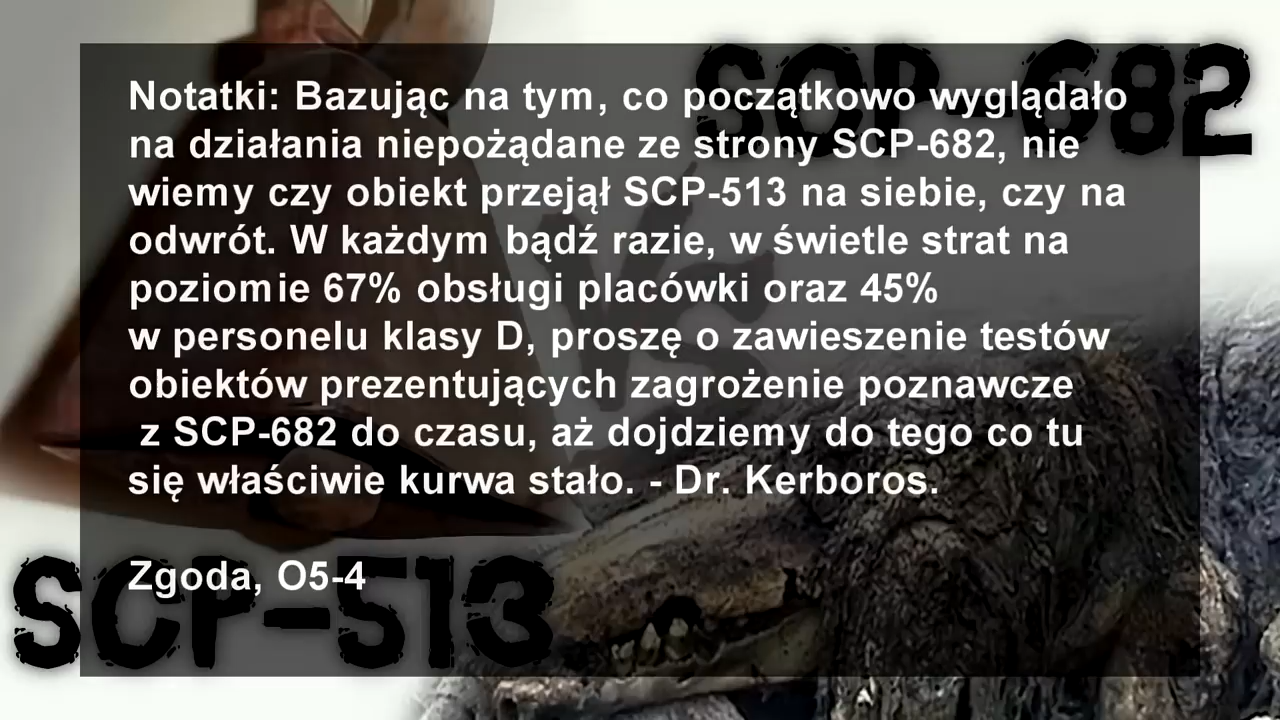 SCP-682
Notatki: Bazując na tym, co początkowo wyglądało
na działania niepożądane ze strony SCP-682, nie
wiemy czy obiekt przejął SCP-513 na siebie, czy na
odwrót. W każdym bądź razie, w świetle strat na
poziomie 67% obsługi placówki oraz 45%
w personelu klasy D, proszę o zawieszenie testów
obiektów prezentujących zagrożenie poznawcze
z SCP-682 do czasu, aż dojdziemy do tego co tu
się właściwie kurwa stało. - Dr. Kerboros.
Zgoda, O5-4
VS
SCP-513